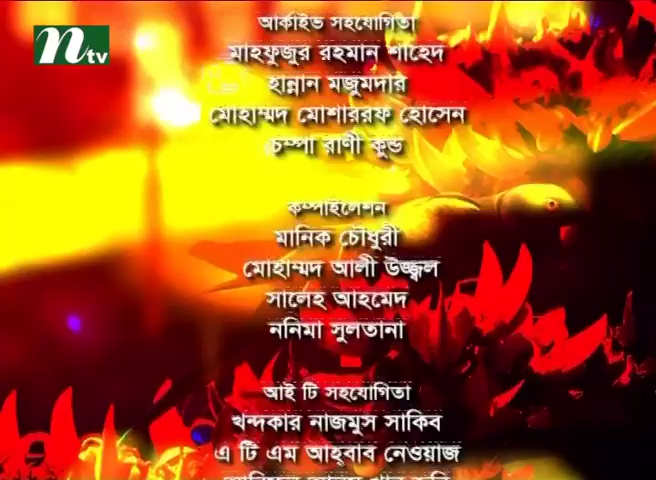 ntv
আর্কাইভ সহযোগিতা
মাহফুজুর রহমান শাহেদ
হান্নান মজুমদার
মোহাম্মদ মোশাররফ হোসেন
চম্পা রাণী কুন্ড
কম্পাইলেশন
মানিক চৌধুরী
মোহাম্মদ আলী উজ্জ্বল
সালেহ আহমেদ
ননিমা সুলতানা
আই টি সহযোগিতা
খন্দকার নাজমুস সাকিব
এ টি এম আহ্‌বাব নেওয়াজ